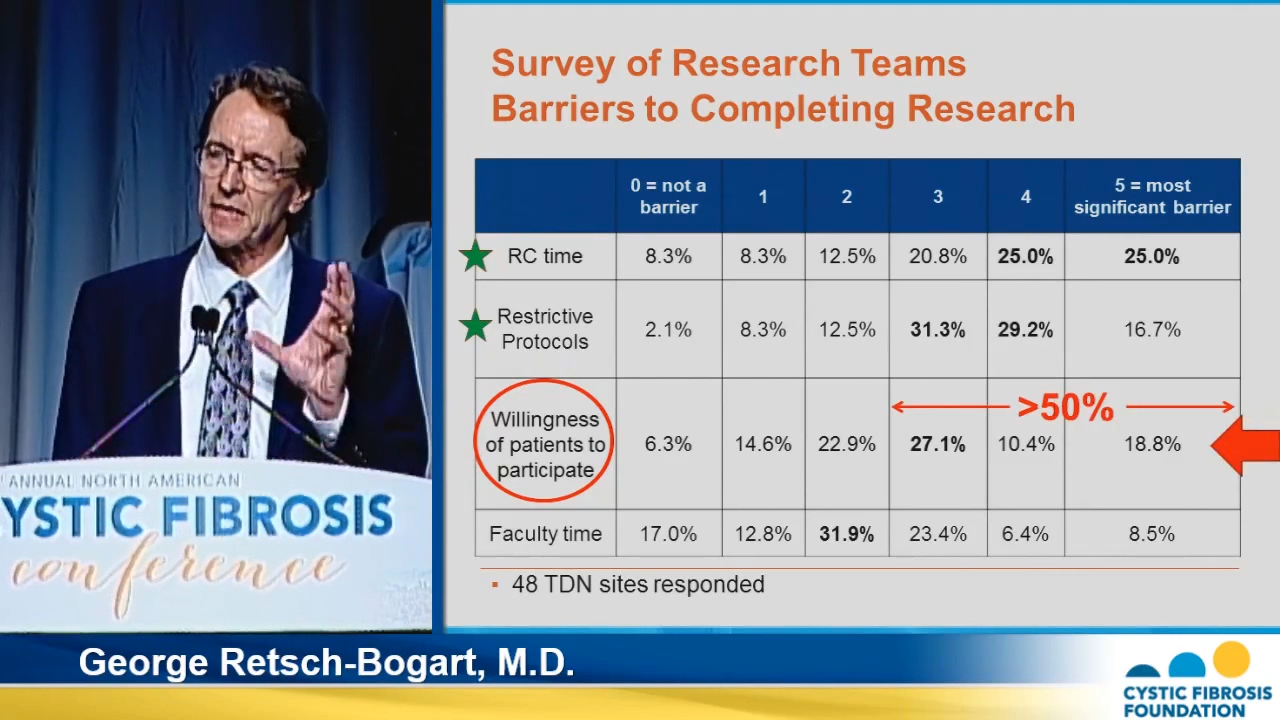 Survey of Research Teams
Barriers to Completing Research
0 = not a barrier 1 2 3 4 5 = most significant barrier
RC time 8.3% 8.3% 12.5% 20.8% 25.0% 25.0%
Restrictive Protocols 2.1% 8.3% 12.5% 31.3% 29.2% 16.7%
>50%
Willingness of patients to participate 6.3% 14.6% 22.9% 27.1% 10.4% 18.8%
Faculty time 17.0% 12.8% 31.9% 23.4% 6.4% 8.5%
▪ 48 TDN sites responded
ANNUAL NORTH AMERICAN
YSTIC FIBROSIS
conference
George Retsch-Bogart, M.D.
CYSTIC FIBROSIS
FOUNDATION